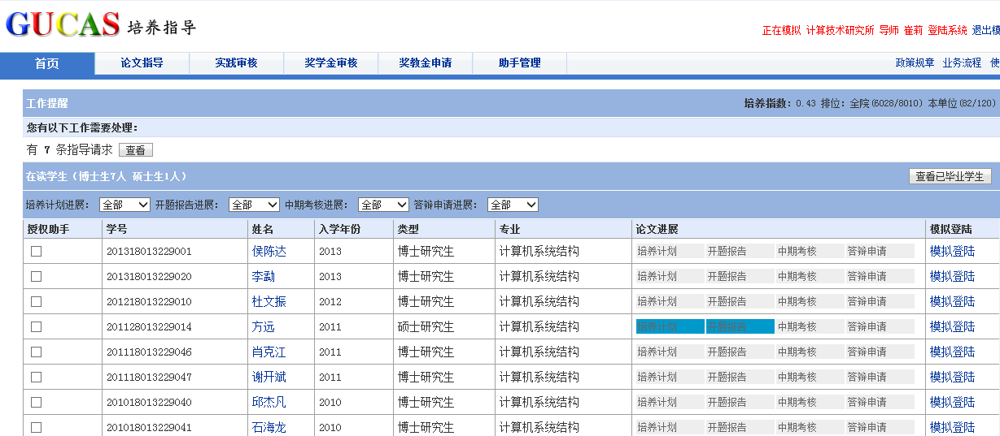 GUCAS 培养指导
正在模拟 计算技术研究所 导师 崔莉 登陆系统 退出模
首页 论文指导 实践审核 奖学金审核 奖教金申请 助手管理 政策规章 业务流程 使
工作提醒 培养指数: 0.43 排位: 全院(6028/8010) 本单位(82/120)
您有以下工作需要处理:
有 7 条指导请求 查看
在读学生（博士生7人 硕士生1人） 查看已毕业学生
培养计划进展: 全部 开题报告进展: 全部 中期考核进展: 全部 答辩申请进展: 全部
授权助手 学号 姓名 入学年份 类型 专业 论文进展 模拟登陆
201318013229001 侯陈达 2013 博士研究生 计算机系统结构 培养计划 开题报告 中期考核 答辩申请 模拟登陆
201318013229020 李勐 2013 博士研究生 计算机系统结构 培养计划 开题报告 中期考核 答辩申请 模拟登陆
201218013229010 杜文振 2012 博士研究生 计算机系统结构 培养计划 开题报告 中期考核 答辩申请 模拟登陆
201128013229014 方远 2011 硕士研究生 计算机系统结构 培养计划 开题报告 中期考核 答辩申请 模拟登陆
201118013229046 肖克江 2011 博士研究生 计算机系统结构 培养计划 开题报告 中期考核 答辩申请 模拟登陆
201118013229047 谢开斌 2011 博士研究生 计算机系统结构 培养计划 开题报告 中期考核 答辩申请 模拟登陆
201018013229040 邱杰凡 2010 博士研究生 计算机系统结构 培养计划 开题报告 中期考核 答辩申请 模拟登陆
201018013229041 石海龙 2010 博士研究生 计算机系统结构 培养计划 开题报告 中期考核 答辩申请 模拟登陆